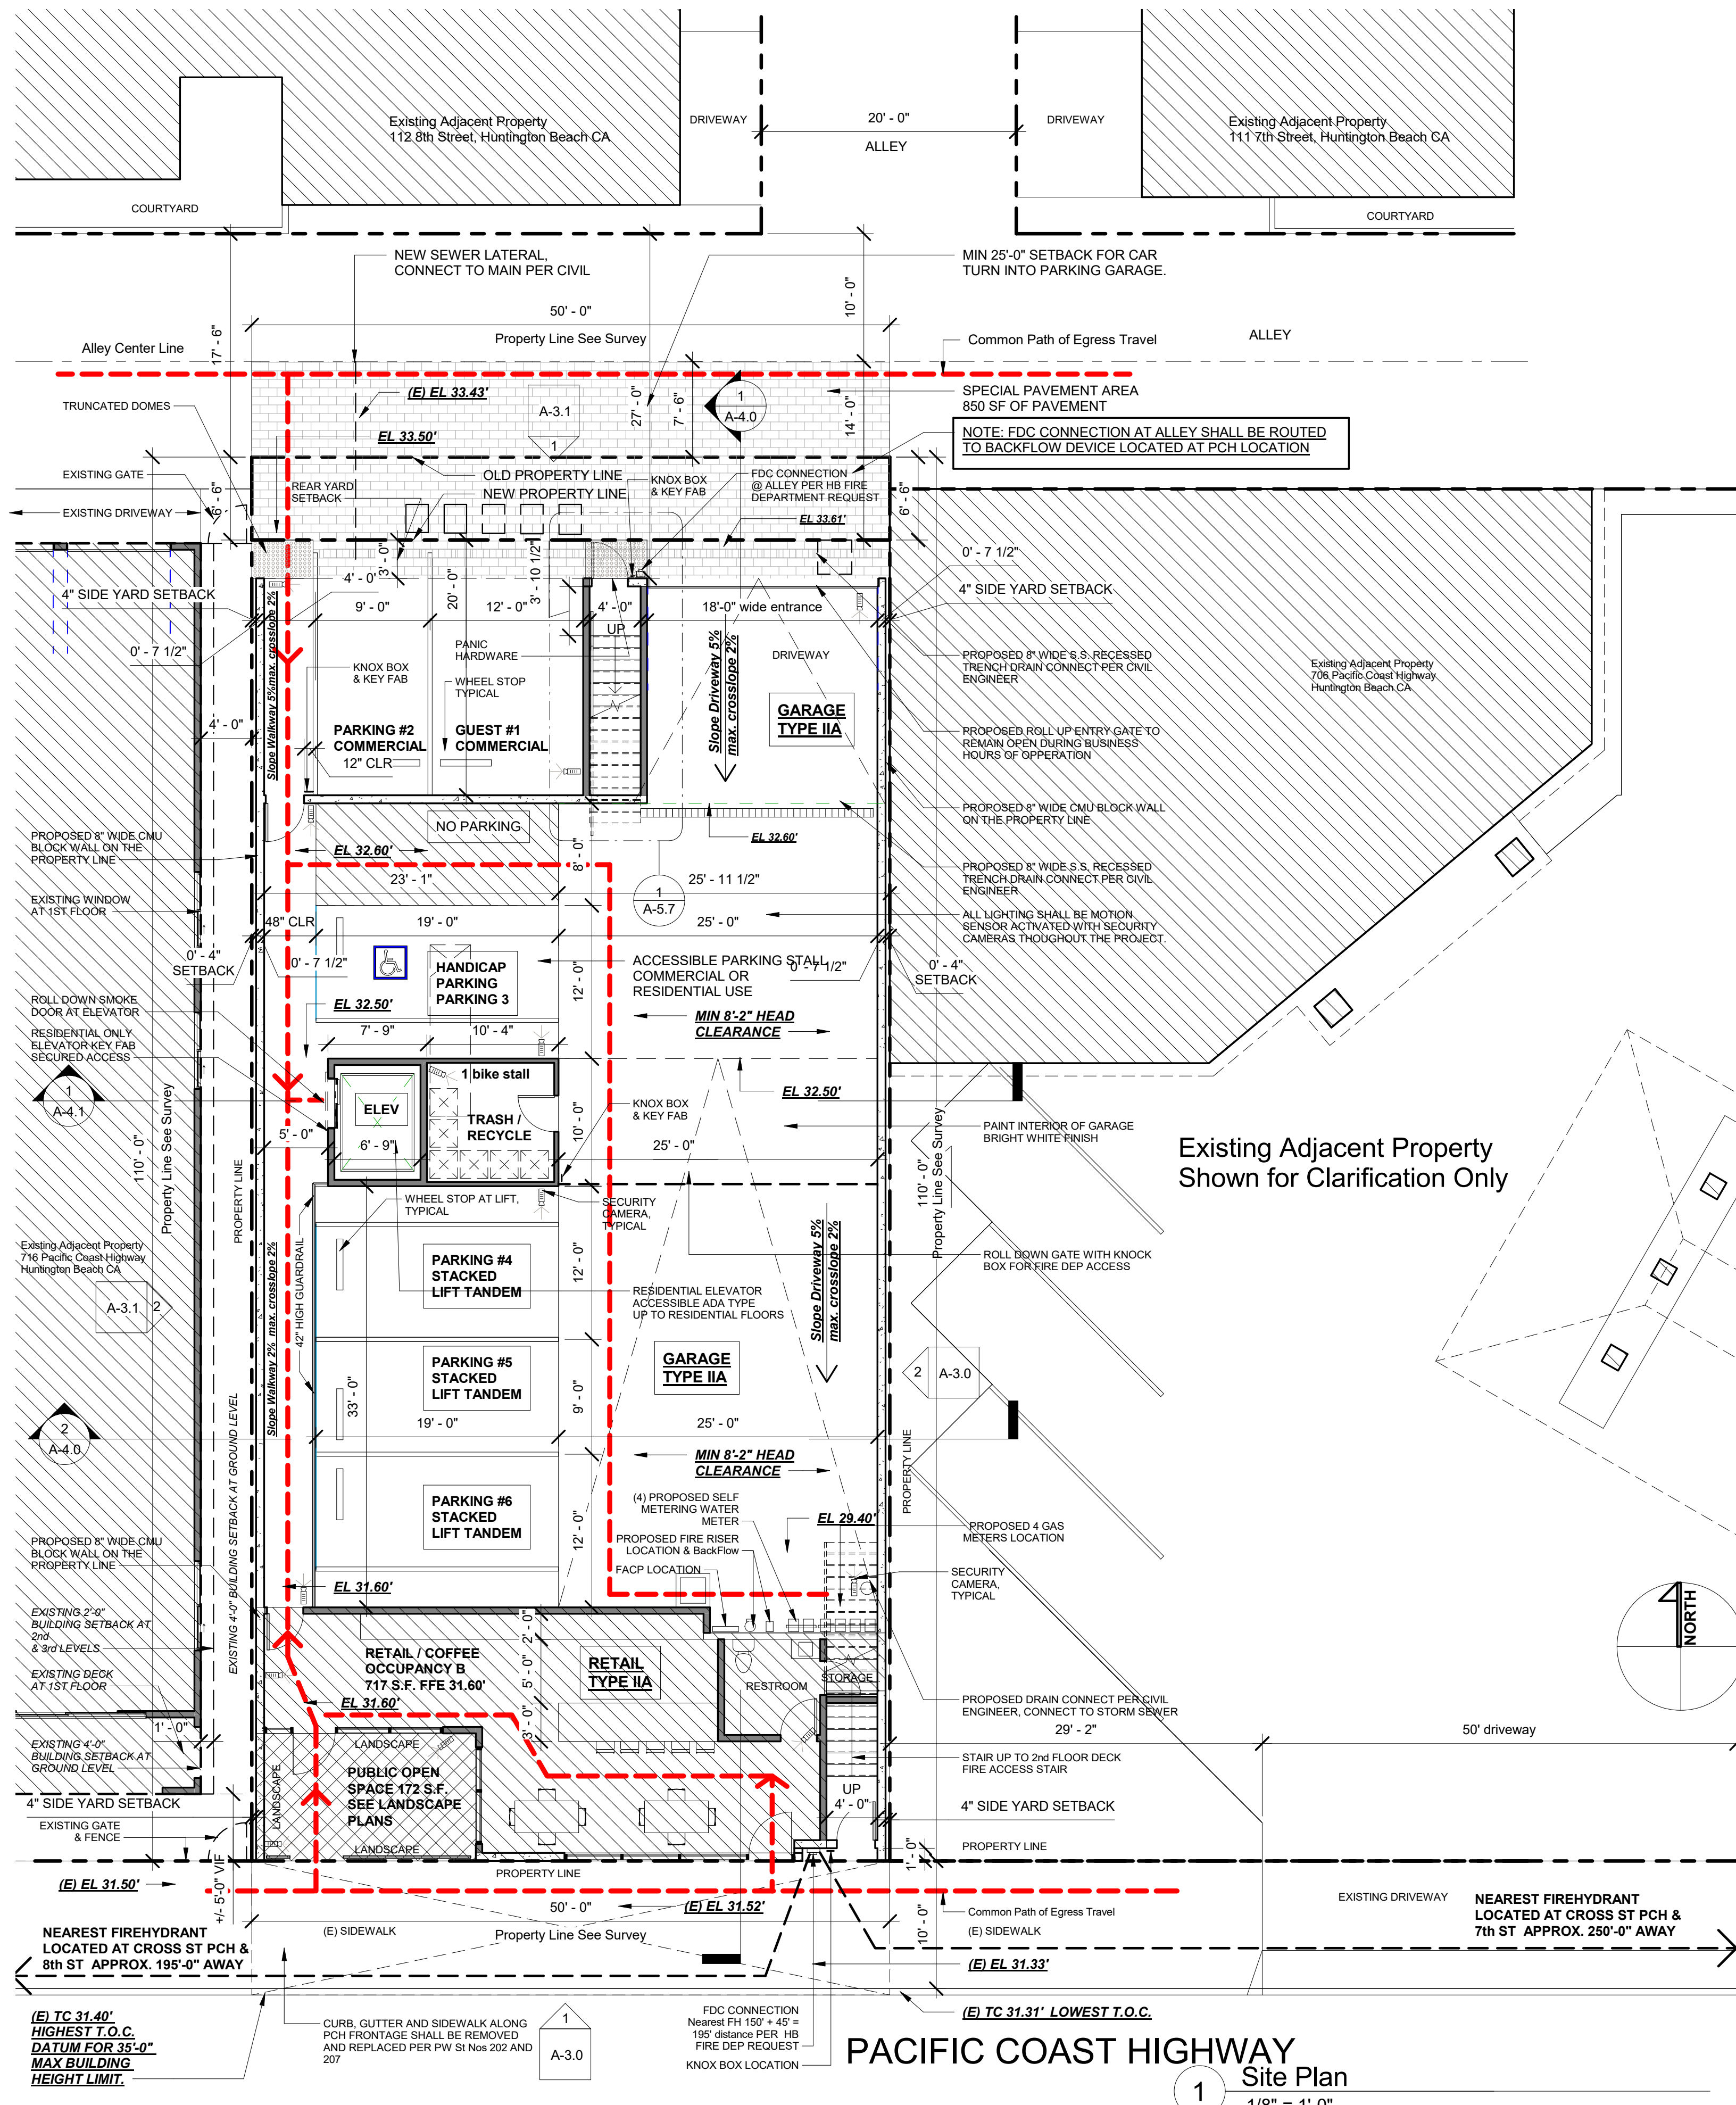 Existing Adjacent Property
112 8th Street, Huntington Beach CA
DRIVEWAY
20' - 0"
ALLEY
DRIVEWAY
Existing Adjacent Property
111 7th Street, Huntington Beach CA
COURTYARD
COURTYARD
NEW SEWER LATERAL,
CONNECT TO MAIN PER CIVIL
MIN 25'-0" SETBACK FOR CAR
TURN INTO PARKING GARAGE.
10' - 0"
50' - 0"
Property Line See Survey
17' - 6"
Alley Center Line
Common Path of Egress Travel
ALLEY
(E) EL 33.43'
A-3.1
1
27' - 0"
7' - 6"
1
A-4.0
14' - 0"
SPECIAL PAVEMENT AREA
850 SF OF PAVEMENT
TRUNCATED DOMES
EL 33.50'
NOTE: FDC CONNECTION AT ALLEY SHALL BE ROUTED
TO BACKFLOW DEVICE LOCATED AT PCH LOCATION
EXISTING GATE
OLD PROPERTY LINE
REAR YARD
SETBACK
NEW PROPERTY LINE
KNOX BOX
& KEY FAB
FDC CONNECTION
@ ALLEY PER HB FIRE
DEPARTMENT REQUEST
6' - 6"
6' - 6"
EXISTING DRIVEWAY
EL 33.61'
3' - 0"
3' - 10 1/2"
0' - 7 1/2"
4' - 0"
20' - 0"
4" SIDE YARD SETBACK
4" SIDE YARD SETBACK
9' - 0"
12' - 0"
4' - 0"
18'-0" wide entrance
UP
0' - 7 1/2"
Slope Walkway 5%max. crosslope 2%
PANIC
HARDWARE
KNOX BOX
& KEY FAB
WHEEL STOP
TYPICAL
Slope Driveway 5%
max. crosslope 2%
DRIVEWAY
PROPOSED 8" WIDE S.S. RECESSED
TRENCH DRAIN CONNECT PER CIVIL
ENGINEER
Existing Adjacent Property
706 Pacific Coast Highway
Huntington Beach CA
4' - 0"
PARKING #2
COMMERCIAL
12" CLR
GUEST #1
COMMERCIAL
GARAGE
TYPE IIA
PROPOSED ROLL UP ENTRY GATE TO
REMAIN OPEN DURING BUSINESS
HOURS OF OPPERATION
PROPOSED 8" WIDE CMU BLOCK WALL
ON THE PROPERTY LINE
NO PARKING
PROPOSED 8" WIDE CMU
BLOCK WALL ON THE
PROPERTY LINE
EL 32.60'
EL 32.60'
8' - 0"
23' - 1"
25' - 11 1/2"
1
A-5.7
PROPOSED 8" WIDE S.S. RECESSED
TRENCH DRAIN CONNECT PER CIVIL
ENGINEER
EXISTING WINDOW
AT 1ST FLOOR
48" CLR
19' - 0"
25' - 0"
ALL LIGHTING SHALL BE MOTION
SENSOR ACTIVATED WITH SECURITY
CAMERAS THOUGHOUT THE PROJECT.
0' - 4"
SETBACK
0' - 7 1/2"
HANDICAP
PARKING
PARKING 3
12' - 0"
ACCESSIBLE PARKING STALL
COMMERCIAL OR
RESIDENTIAL USE
0' - 7 1/2"
0' - 4"
SETBACK
ROLL DOWN SMOKE
DOOR AT ELEVATOR
EL 32.50'
MIN 8'-2" HEAD
CLEARANCE
7' - 9"
10' - 4"
RESIDENTIAL ONLY
ELEVATOR KEY FAB
SECURED ACCESS
1 bike stall
1
A-4.1
EL 32.50'
ELEV
TRASH /
RECYCLE
10' - 0"
KNOX BOX
& KEY FAB
PAINT INTERIOR OF GARAGE
BRIGHT WHITE FINISH
5' - 0"
6' - 9"
25' - 0"
110' - 0"
Property Line See Survey
110' - 0"
Property Line See Survey
Existing Adjacent Property
Shown for Clarification Only
PROPERTY LINE
WHEEL STOP AT LIFT,
TYPICAL
SECURITY
CAMERA,
TYPICAL
Existing Adjacent Property
716 Pacific Coast Highway
Huntington Beach CA
42" HIGH GUARDRAIL
PARKING #4
STACKED
LIFT TANDEM
12' - 0"
Slope Driveway 5%
max. crosslope 2%
ROLL DOWN GATE WITH KNOCK
BOX FOR FIRE DEP ACCESS
A-3.1
2
RESIDENTIAL ELEVATOR
ACCESSIBLE ADA TYPE
UP TO RESIDENTIAL FLOORS
Slope Walkway 2% max. crosslope 2%
PARKING #5
STACKED
LIFT TANDEM
GARAGE
TYPE IIA
2
A-3.0
33' - 0"
9' - 0"
19' - 0"
25' - 0"
2
A-4.0
MIN 8'-2" HEAD
CLEARANCE
PROPERTY LINE
EXISTING 4'-0" BUILDING SETBACK AT GROUND LEVEL
PARKING #6
STACKED
LIFT TANDEM
12' - 0"
(4) PROPOSED SELF
METERING WATER
METER
EL 29.40'
PROPOSED 4 GAS
METERS LOCATION
PROPOSED 8" WIDE CMU
BLOCK WALL ON THE
PROPERTY LINE
PROPOSED FIRE RISER
LOCATION & BackFlow
FACP LOCATION
EL 31.60'
SECURITY
CAMERA,
TYPICAL
EXISTING 2'-0"
BUILDING SETBACK AT
2nd
& 3rd LEVELS
2' - 0"
NORTH
RETAIL / COFFEE
OCCUPANCY B
717 S.F. FFE 31.60'
5' - 0"
RETAIL
TYPE IIA
RESTROOM
STORAGE
EXISTING DECK
AT 1ST FLOOR
EL 31.60'
PROPOSED DRAIN CONNECT PER CIVIL
ENGINEER, CONNECT TO STORM SEWER
1' - 0"
3' - 0"
29' - 2"
50' driveway
EXISTING 4'-0"
BUILDING SETBACK AT
GROUND LEVEL
LANDSCAPE
LANDSCAPE
PUBLIC OPEN
SPACE 172 S.F.
SEE LANDSCAPE
PLANS
STAIR UP TO 2nd FLOOR DECK
FIRE ACCESS STAIR
UP
4' - 0"
4" SIDE YARD SETBACK
4" SIDE YARD SETBACK
EXISTING GATE
& FENCE
LANDSCAPE
1' - 0"
PROPERTY LINE
PROPERTY LINE
(E) EL 31.50'
+/- 5'-0" VIF
EXISTING DRIVEWAY
50' - 0"
(E) EL 31.52'
10' - 0"
Common Path of Egress Travel
(E) SIDEWALK
(E) SIDEWALK
Property Line See Survey
NEAREST FIREHYDRANT
LOCATED AT CROSS ST PCH &
7th ST APPROX. 250'-0" AWAY
NEAREST FIREHYDRANT
LOCATED AT CROSS ST PCH &
8th ST APPROX. 195'-0" AWAY
(E) EL 31.33'
(E) TC 31.40'
HIGHEST T.O.C.
DATUM FOR 35'-0"
MAX BUILDING
HEIGHT LIMIT.
CURB, GUTTER AND SIDEWALK ALONG
PCH FRONTAGE SHALL BE REMOVED
AND REPLACED PER PW St Nos 202 AND
207
1
A-3.0
FDC CONNECTION
Nearest FH 150' + 45' =
195' distance PER HB
FIRE DEP REQUEST
KNOX BOX LOCATION
(E) TC 31.31' LOWEST T.O.C.
PACIFIC COAST HIGHWAY
1
Site Plan
1/8" = 1'-0"